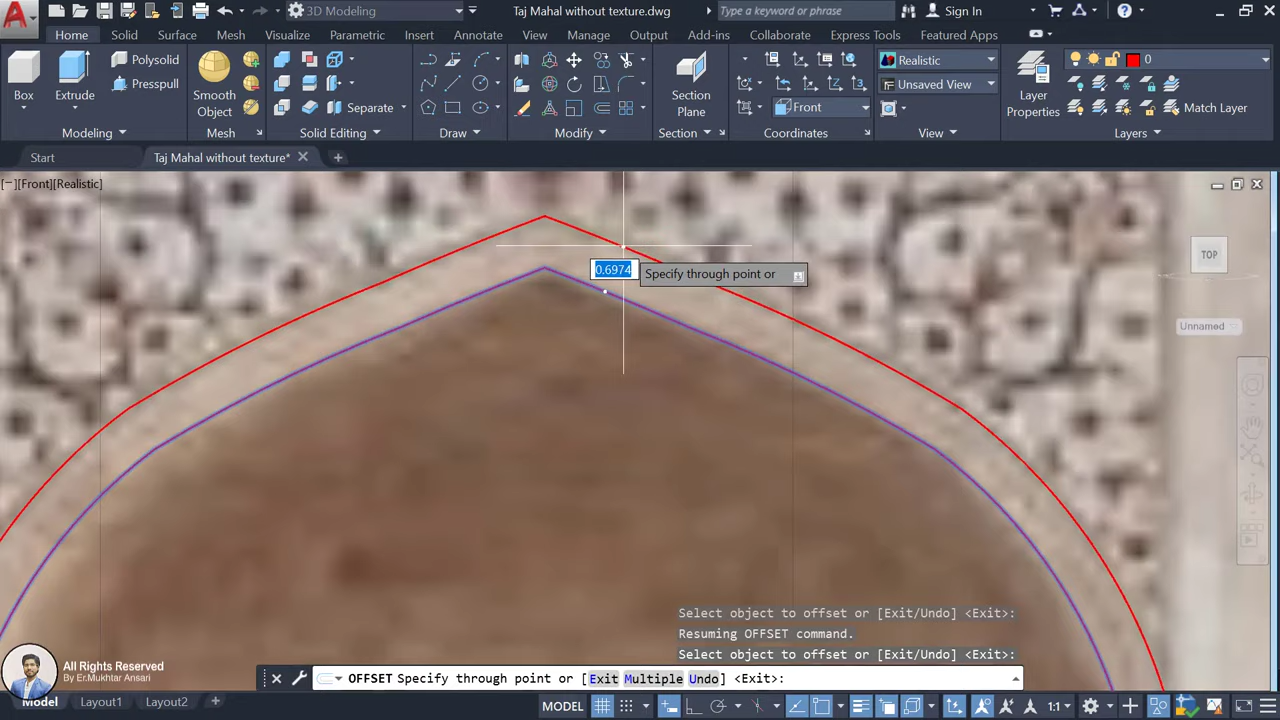 3D Modeling
Taj Mahal without texture.dwg
Type a keyword or phrase
Sign In
Home
Solid
Surface
Mesh
Visualize
Parametric
Insert
Annotate
View
Manage
Output
Add-ins
Collaborate
Express Tools
Featured Apps
Box
Extrude
Polysolid
Presspull
Smooth
Object
Separate
Section
Plane
Front
Realistic
Unsaved View
Layer
Properties
0
Match Layer
Modeling
Mesh
Solid Editing
Draw
Modify
Section
Coordinates
View
Layers
Start
Taj Mahal without texture*
[−][Front][Realistic]
TOP
0.6974
Specify through point or
Unnamed
Select object to offset or [Exit/Undo] <Exit>:
Resuming OFFSET command.
Select object to offset or [Exit/Undo] <Exit>:
OFFSET Specify through point or [Exit Multiple Undo] <Exit>:
All Rights Reserved
By Er.Mukhtar Ansari
Model
Layout1
Layout2
MODEL
1:1